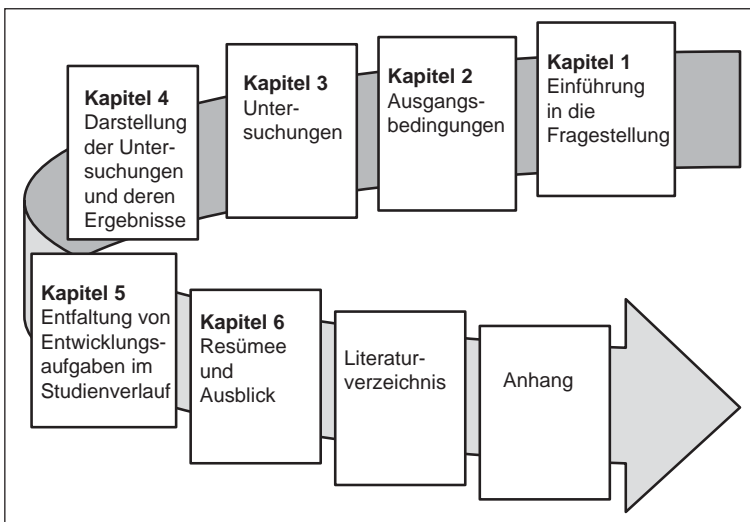 Kapitel 1
Einführung
in die
Fragestellung
Kapitel 2
Ausgangs-
bedingungen
Kapitel 3
Unter-
suchungen
Kapitel 4
Darstellung
der Unter-
suchungen
und deren
Ergebnisse
Kapitel 5
Entfaltung von
Entwicklungs-
aufgaben im
Studienverlauf
Kapitel 6
Resümee
und
Ausblick
Literatur-
verzeichnis
Anhang